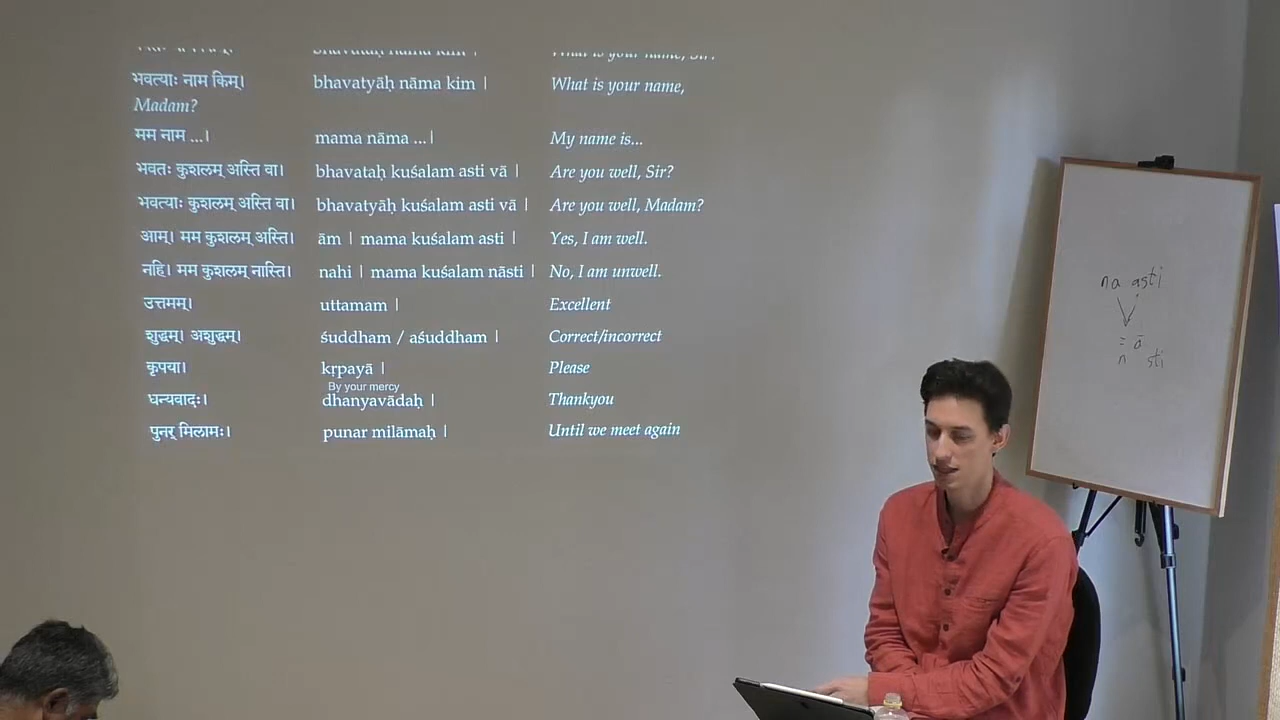 भवत्याः नाम किम्। bhavatyāḥ nāma kim | What is your name,
Madam?
मम नाम ...। mama nāma ... | My name is...
भवतः कुशलम् अस्ति वा। bhavataḥ kuśalam asti vā | Are you well, Sir?
भवत्याः कुशलम् अस्ति वा। bhavatyāḥ kuśalam asti vā | Are you well, Madam?
आम्। मम कुशलम् अस्ति। ām | mama kuśalam asti | Yes, I am well.
नहि। मम कुशलम् नास्ति। nahi | mama kuśalam nāsti | No, I am unwell.
उत्तमम्। uttamam | Excellent
शुद्धम्। अशुद्धम्। śuddham / aśuddham | Correct/incorrect
कृपया। kṛpayā | Please
By your mercy
धन्यवादः। dhanyavādaḥ | Thankyou
पुनर् मिलामः। punar milāmaḥ | Until we meet again
na asti
= ā
n sti